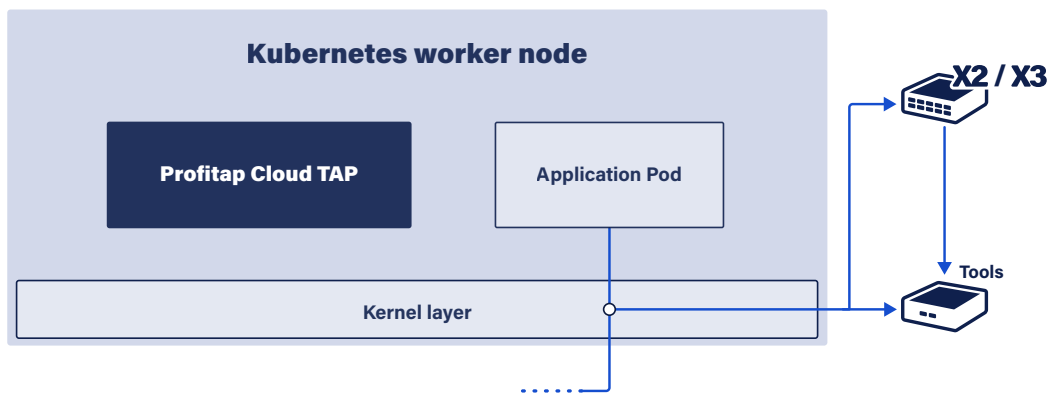 Kubernetes worker node
X2 / X3
Profitap Cloud TAP
Application Pod
Tools
Kernel layer